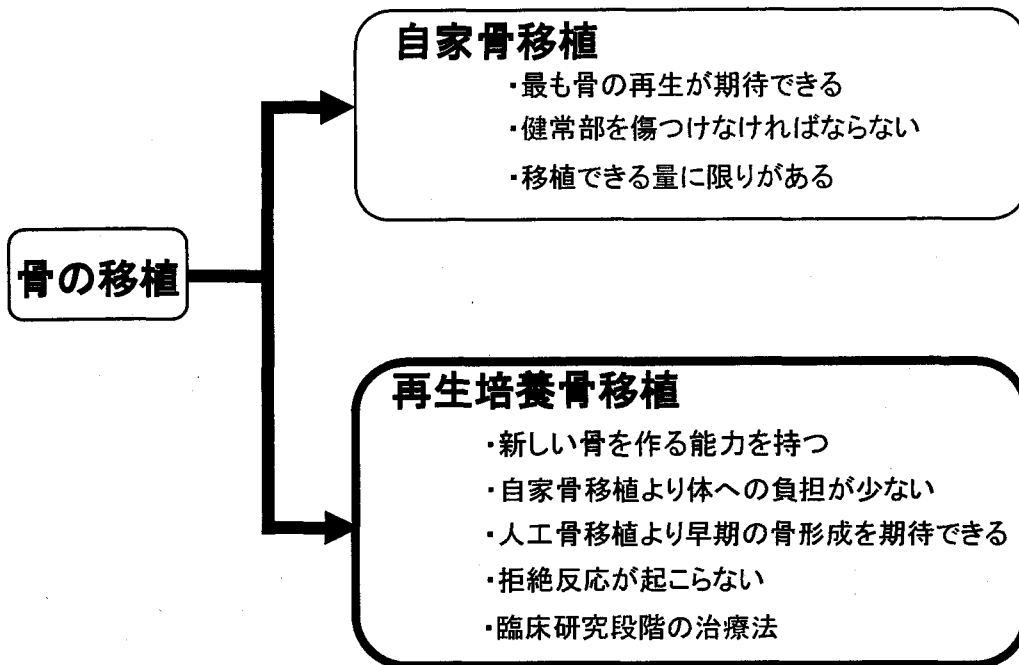 自家骨移植
・最も骨の再生が期待できる
・健常部を傷つけなければならない
・移植できる量に限りがある
骨の移植
再生培養骨移植
・新しい骨を作る能力を持つ
・自家骨移植より体への負担が少ない
・人工骨移植より早期の骨形成を期待できる
・拒絶反応が起こらない
・臨床研究段階の治療法